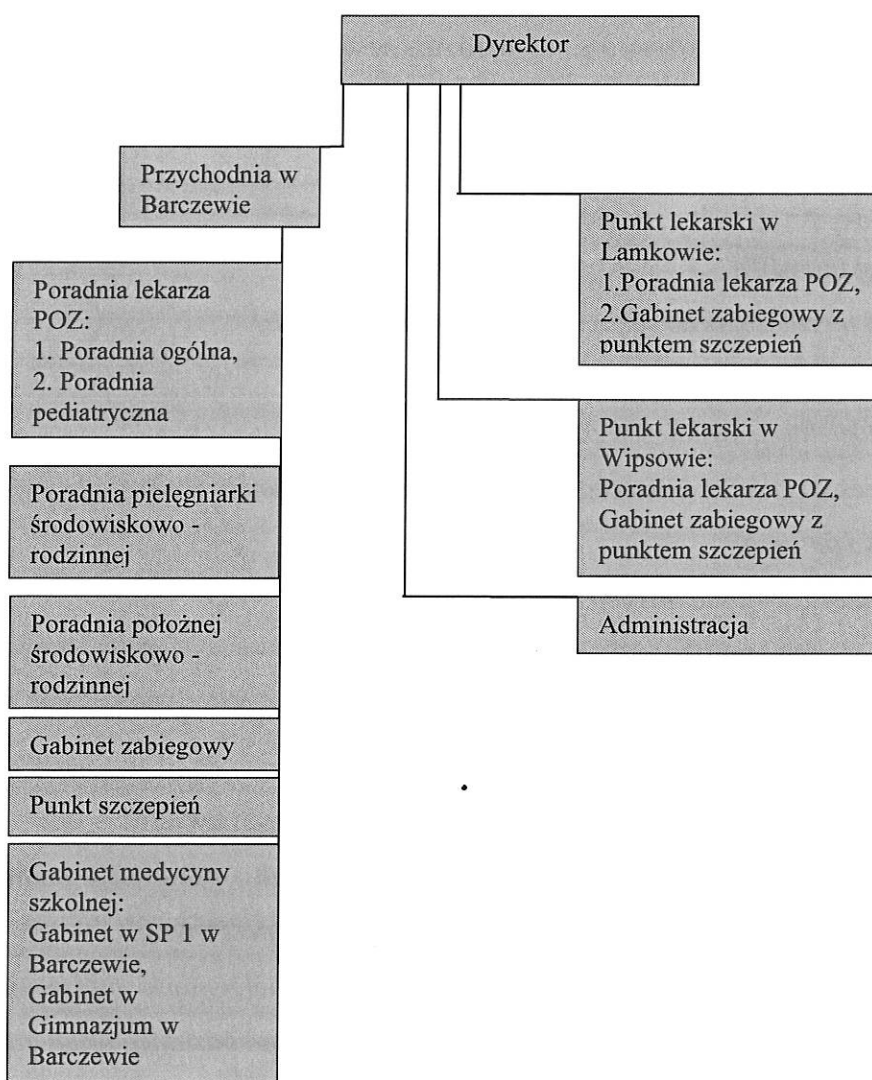 Dyrektor
Przychodnia w
Barczewie
Poradnia lekarza
POZ:
1. Poradnia ogólna,
2. Poradnia
pediatryczna
Poradnia pielęgniarki
środowiskowo -
rodzinnej
Poradnia położnej
środowiskowo -
rodzinnej
Gabinet zabiegowy
Punkt szczepień
Gabinet medycyny
szkolnej:
Gabinet w SP 1 w
Barczewie,
Gabinet w
Gimnazjum w
Barczewie
Punkt lekarski w
Lamkowie:
1.Poradnia lekarza POZ,
2.Gabinet zabiegowy z
punktem szczepień
Punkt lekarski w
Wipsowie:
Poradnia lekarza POZ,
Gabinet zabiegowy z
punktem szczepień
Administracja